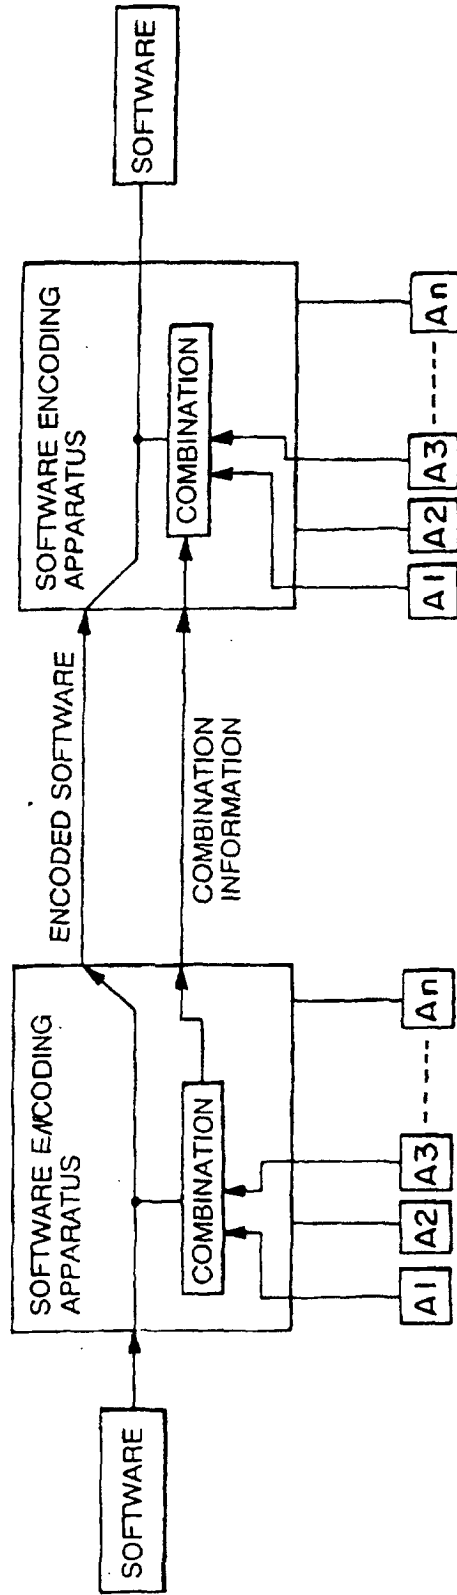 SOFTWARE
SOFTWARE ENCODING
APPARATUS
COMBINATION
A1
A2
A3
An
ENCODED SOFTWARE
COMBINATION
INFORMATION
SOFTWARE ENCODING
APPARATUS
COMBINATION
A1
A2
A3
An
SOFTWARE